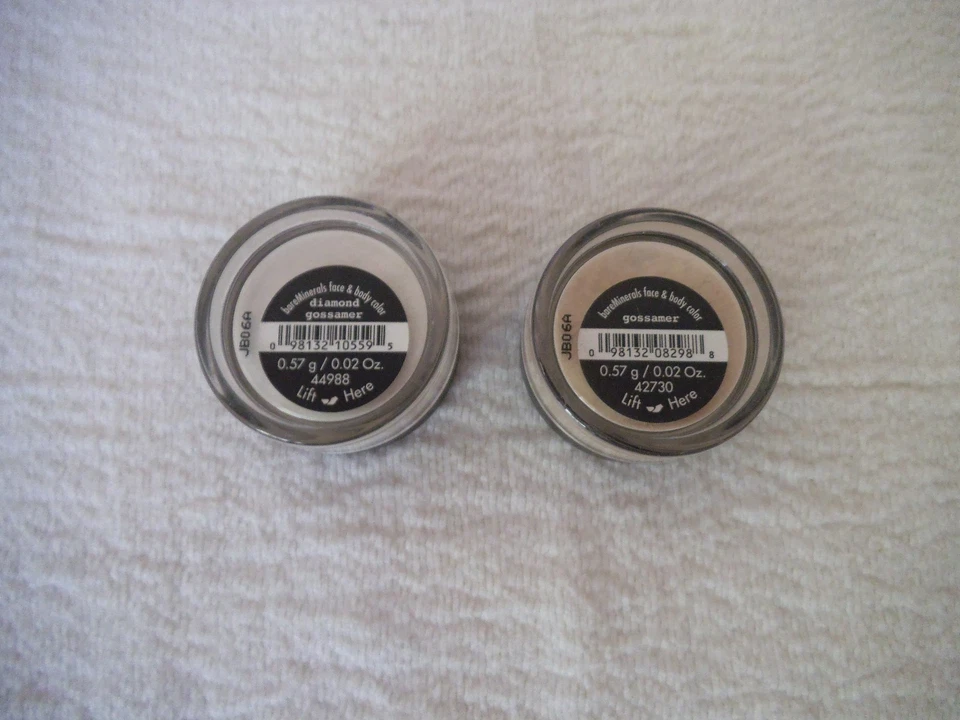 bareMinerals face & body color
diamond
gossamer
0 98132 10559 5
0.57 g / 0.02 Oz.
44988
Lift Here
JB06A
bareMinerals face & body color
gossamer
0 98132 08298 8
0.57 g / 0.02 Oz.
42730
Lift Here
JB06A